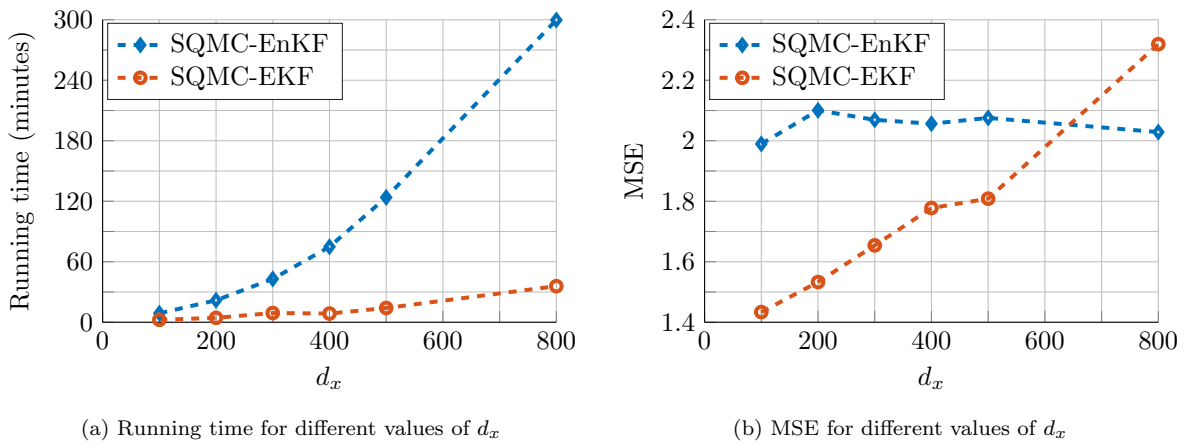 300
240
180
120
60
0
Running time (minutes)
SQMC-EnKF
SQMC-EKF
0 200 400 600 800
d_x
(a) Running time for different values of d_x
2.4
2.2
2
1.8
1.6
1.4
MSE
SQMC-EnKF
SQMC-EKF
0 200 400 600 800
d_x
(b) MSE for different values of d_x